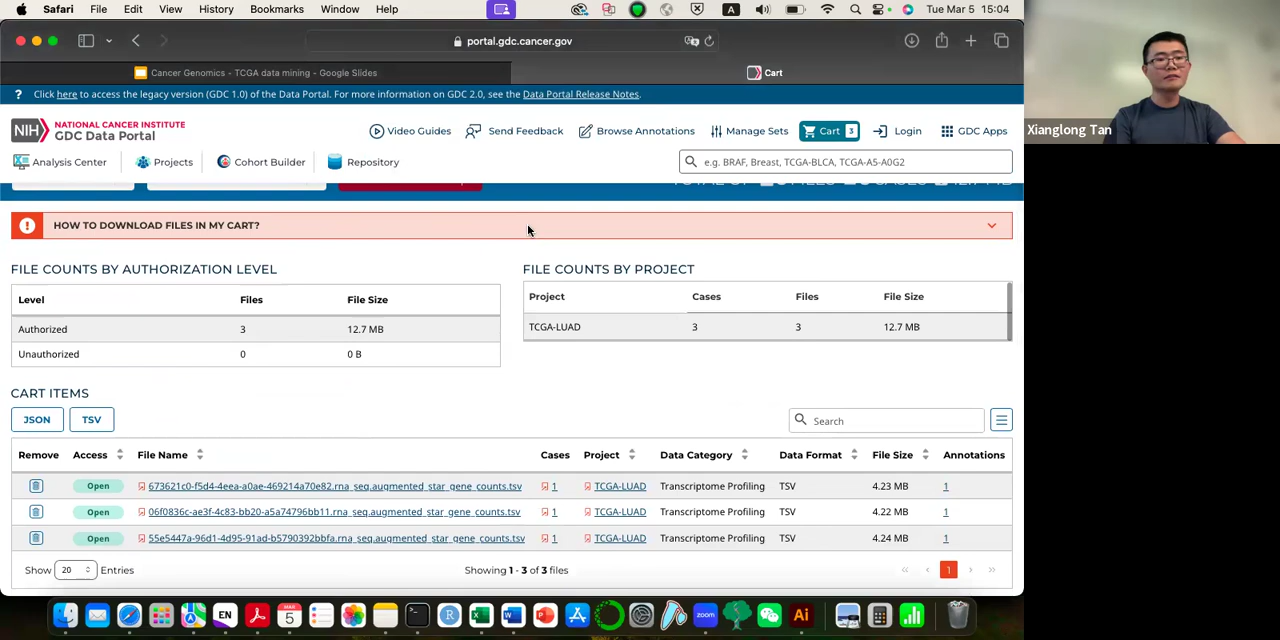 Safari File Edit View History Bookmarks Window Help A Tue Mar 5 15:04
portal.gdc.cancer.gov
Cancer Genomics - TCGA data mining - Google Slides Cart
? Click here to access the legacy version (GDC 1.0) of the Data Portal. For more information on GDC 2.0, see the Data Portal Release Notes.
NIH NATIONAL CANCER INSTITUTE
GDC Data Portal
Video Guides Send Feedback Browse Annotations Manage Sets Cart 3 Login GDC Apps
Xianglong Tan
Analysis Center Projects Cohort Builder Repository e.g. BRAF, Breast, TCGA-BLCA, TCGA-A5-A0G2
HOW TO DOWNLOAD FILES IN MY CART?
FILE COUNTS BY AUTHORIZATION LEVEL
Level Files File Size
Authorized 3 12.7 MB
Unauthorized 0 0 B
FILE COUNTS BY PROJECT
Project Cases Files File Size
TCGA-LUAD 3 3 12.7 MB
CART ITEMS
JSON TSV Search
Remove Access File Name Cases Project Data Category Data Format File Size Annotations
Open 673621c0-f5d4-4eea-a0ae-469214a70e82.rna_seq.augmented_star_gene_counts.tsv 1 TCGA-LUAD Transcriptome Profiling TSV 4.23 MB 1
Open 06f0836c-ae3f-4c83-bb20-a5a74796bb11.rna_seq.augmented_star_gene_counts.tsv 1 TCGA-LUAD Transcriptome Profiling TSV 4.22 MB 1
Open 55e5447a-96d1-4d95-91ad-b5790392bbfa.rna_seq.augmented_star_gene_counts.tsv 1 TCGA-LUAD Transcriptome Profiling TSV 4.24 MB 1
Show 20 Entries Showing 1 - 3 of 3 files « ‹ 1 › »
EN MAR 5 R zoom Ai